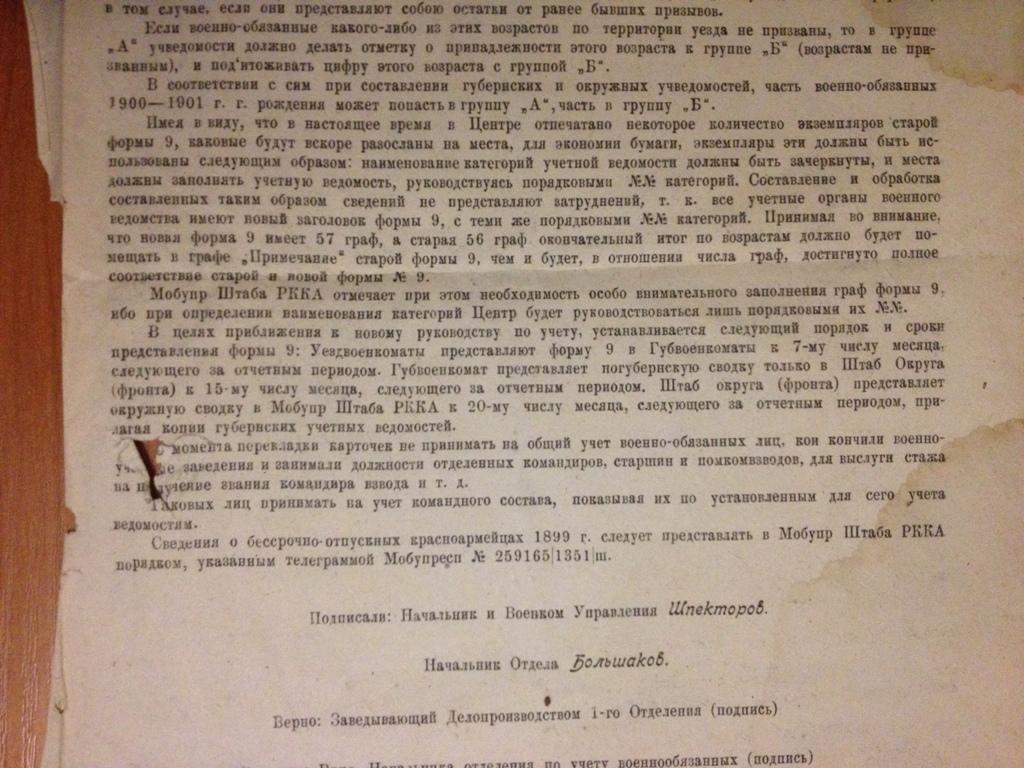 в том случае, если они представляют собою остатки от ранее бывших призывов.
Если военно-обязанные какого-либо из этих возрастов по территории уезда не призваны, то в группе
„А“ учведомости должно делать отметку о принадлежности этого возраста к группе „Б“ (возрастам не при-
званным), и под'итоживать цифру этого возраста с группой „Б“.
В соответствии с сим при составлении губернских и окружных учведомостей, часть военно-обязанных
1900—1901 г. г. рождения может попасть в группу „А“, часть в группу „Б“.
Имея в виду, что в настоящее время в Центре отпечатано некоторое количество экземпляров старой
формы 9, каковые будут вскоре разосланы на места, для экономии бумаги, экземпляры эти должны быть ис-
пользованы следующим образом: наименование категорий учетной ведомости должны быть зачеркнуты, и места
должны заполнять учетную ведомость, руководствуясь порядковыми №№ категорий. Составление и обработка
составленных таким образом сведений не представляют затруднений, т. к. все учетные органы военного
ведомства имеют новый заголовок формы 9, с теми же порядковыми №№ категорий. Принимая во внимание,
что новая форма 9 имеет 57 граф, а старая 56 граф окончательный итог по возрастам должно будет по-
мещать в графе „Примечание“ старой формы 9, чем и будет, в отношении числа граф, достигнуто полное
соответствие старой и новой формы № 9.
Мобупр Штаба РККА отмечает при этом необходимость особо внимательного заполнения граф формы 9,
ибо при определении наименования категорий Центр будет руководствоваться лишь порядковыми их №№.
В целях приближения к новому руководству по учету, устанавливается следующий порядок и сроки
представления формы 9: Уездвоенкоматы представляют форму 9 в Губвоенкоматы к 7-му числу месяца,
следующего за отчетным периодом. Губвоенкомат представляет погубернскую сводку только в Штаб Округа
(фронта) к 15-му числу месяца, следующего за отчетным периодом. Штаб округа (фронта) представляет
окружную сводку в Мобупр Штаба РККА к 20-му числу месяца, следующего за отчетным периодом, при-
лагая копии губернских учетных ведомостей.
момента перекладки карточек не принимать на общий учет военно-обязанных лиц, кои кончили военно-
заведения и занимали должности отделенных командиров, старшин и помкомвзводов, для выслуги стажа
на получение звания командира взвода и т. д.
Таковых лиц принимать на учет командного состава, показывая их по установленным для сего учета
ведомостям.
Сведения о бессрочно-отпускных красноармейцах 1899 г. следует представлять в Мобупр Штаба РККА
порядком, указанным телеграммой Мобупресп № 259165|1351|ш.
Подписали: Начальник и Военком Управления Шпекторов.
Начальник Отдела Большаков.
Верно: Заведывающий Делопроизводством 1-го Отделения (подпись)
Начальника отделения по учету военнообязанных (подпись)